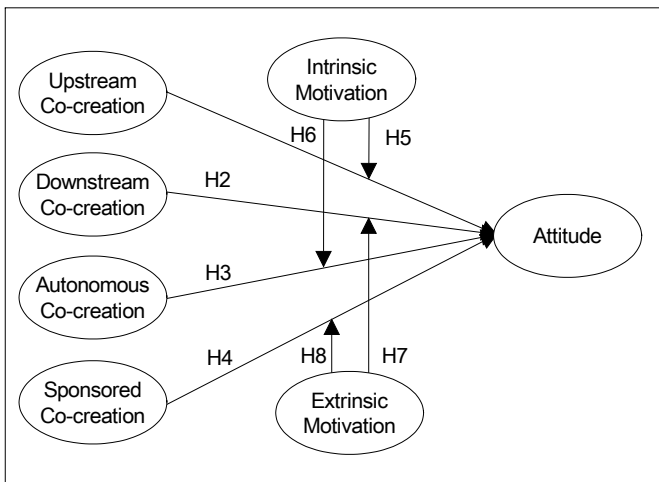 Upstream
Co-creation
Intrinsic
Motivation
H6
H5
Downstream
Co-creation
H2
Attitude
Autonomous
Co-creation
H3
H4
H8
H7
Sponsored
Co-creation
Extrinsic
Motivation